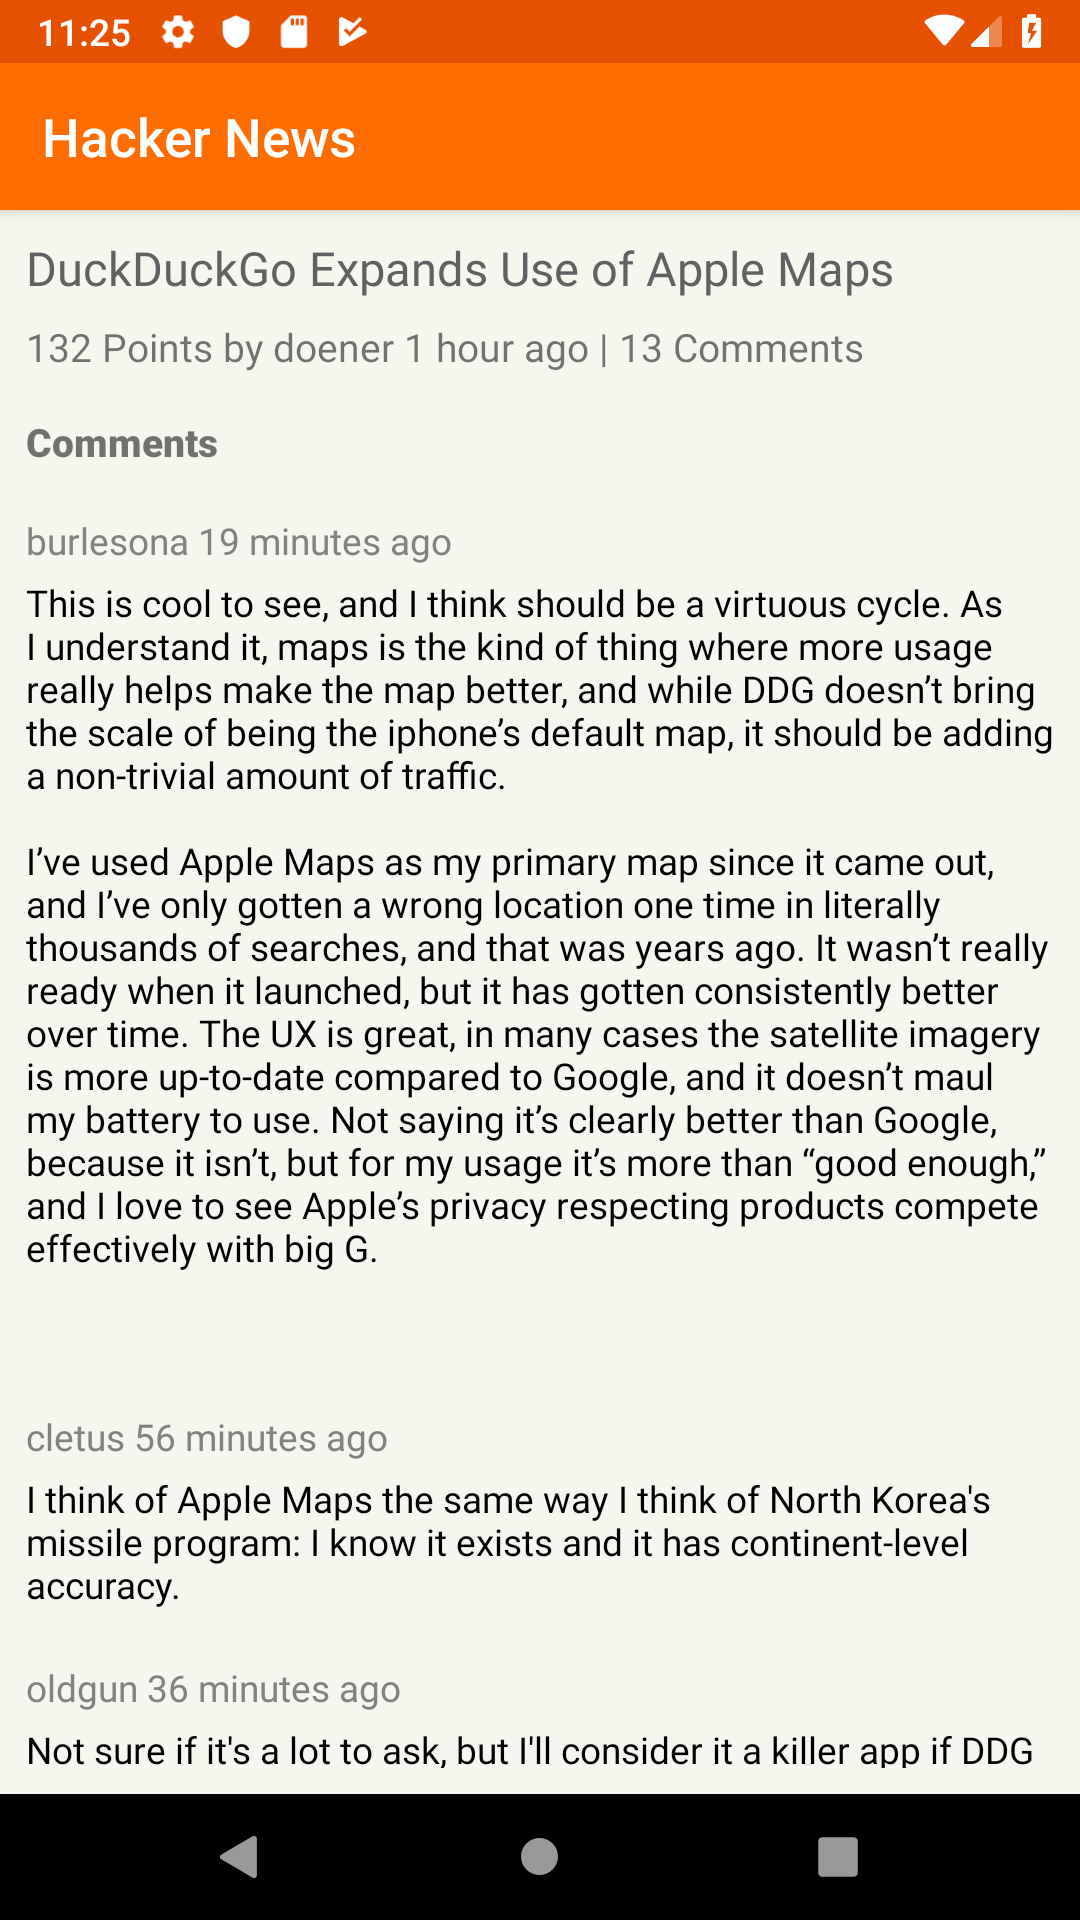 11:25
Hacker News
DuckDuckGo Expands Use of Apple Maps
132 Points by doener 1 hour ago | 13 Comments
Comments
burlesona 19 minutes ago
This is cool to see, and I think should be a virtuous cycle. As
I understand it, maps is the kind of thing where more usage
really helps make the map better, and while DDG doesn’t bring
the scale of being the iphone’s default map, it should be adding
a non-trivial amount of traffic.
I’ve used Apple Maps as my primary map since it came out,
and I’ve only gotten a wrong location one time in literally
thousands of searches, and that was years ago. It wasn’t really
ready when it launched, but it has gotten consistently better
over time. The UX is great, in many cases the satellite imagery
is more up-to-date compared to Google, and it doesn’t maul
my battery to use. Not saying it’s clearly better than Google,
because it isn’t, but for my usage it’s more than “good enough,”
and I love to see Apple’s privacy respecting products compete
effectively with big G.
cletus 56 minutes ago
I think of Apple Maps the same way I think of North Korea's
missile program: I know it exists and it has continent-level
accuracy.
oldgun 36 minutes ago
Not sure if it's a lot to ask, but I'll consider it a killer app if DDG